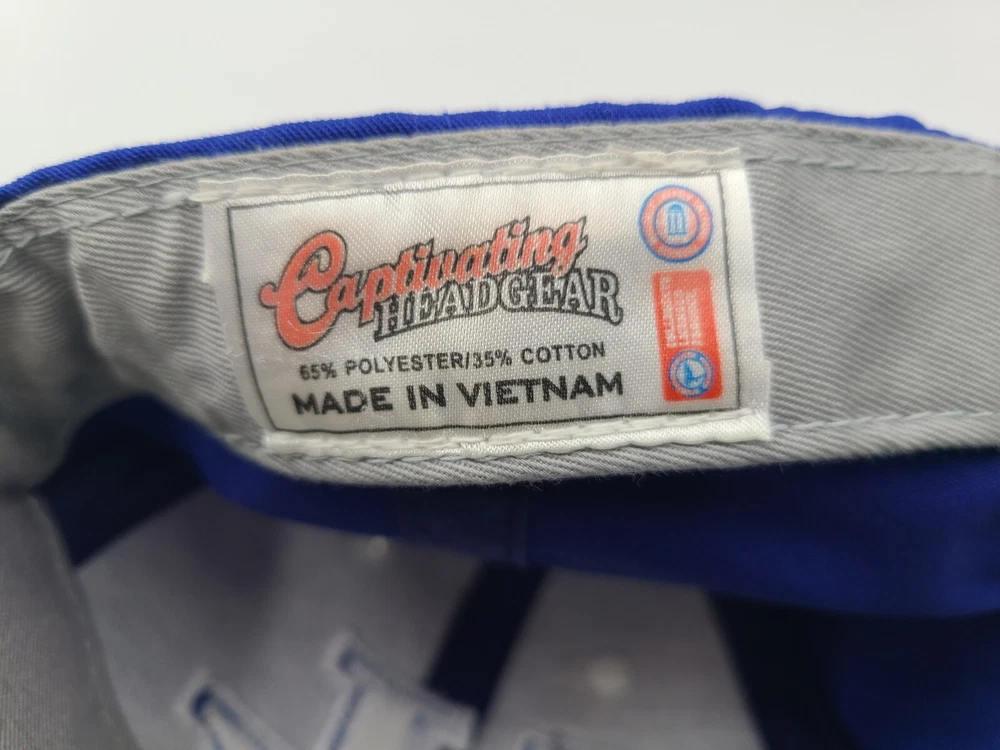 Captivating
HEADGEAR
65% POLYESTER/35% COTTON
MADE IN VIETNAM